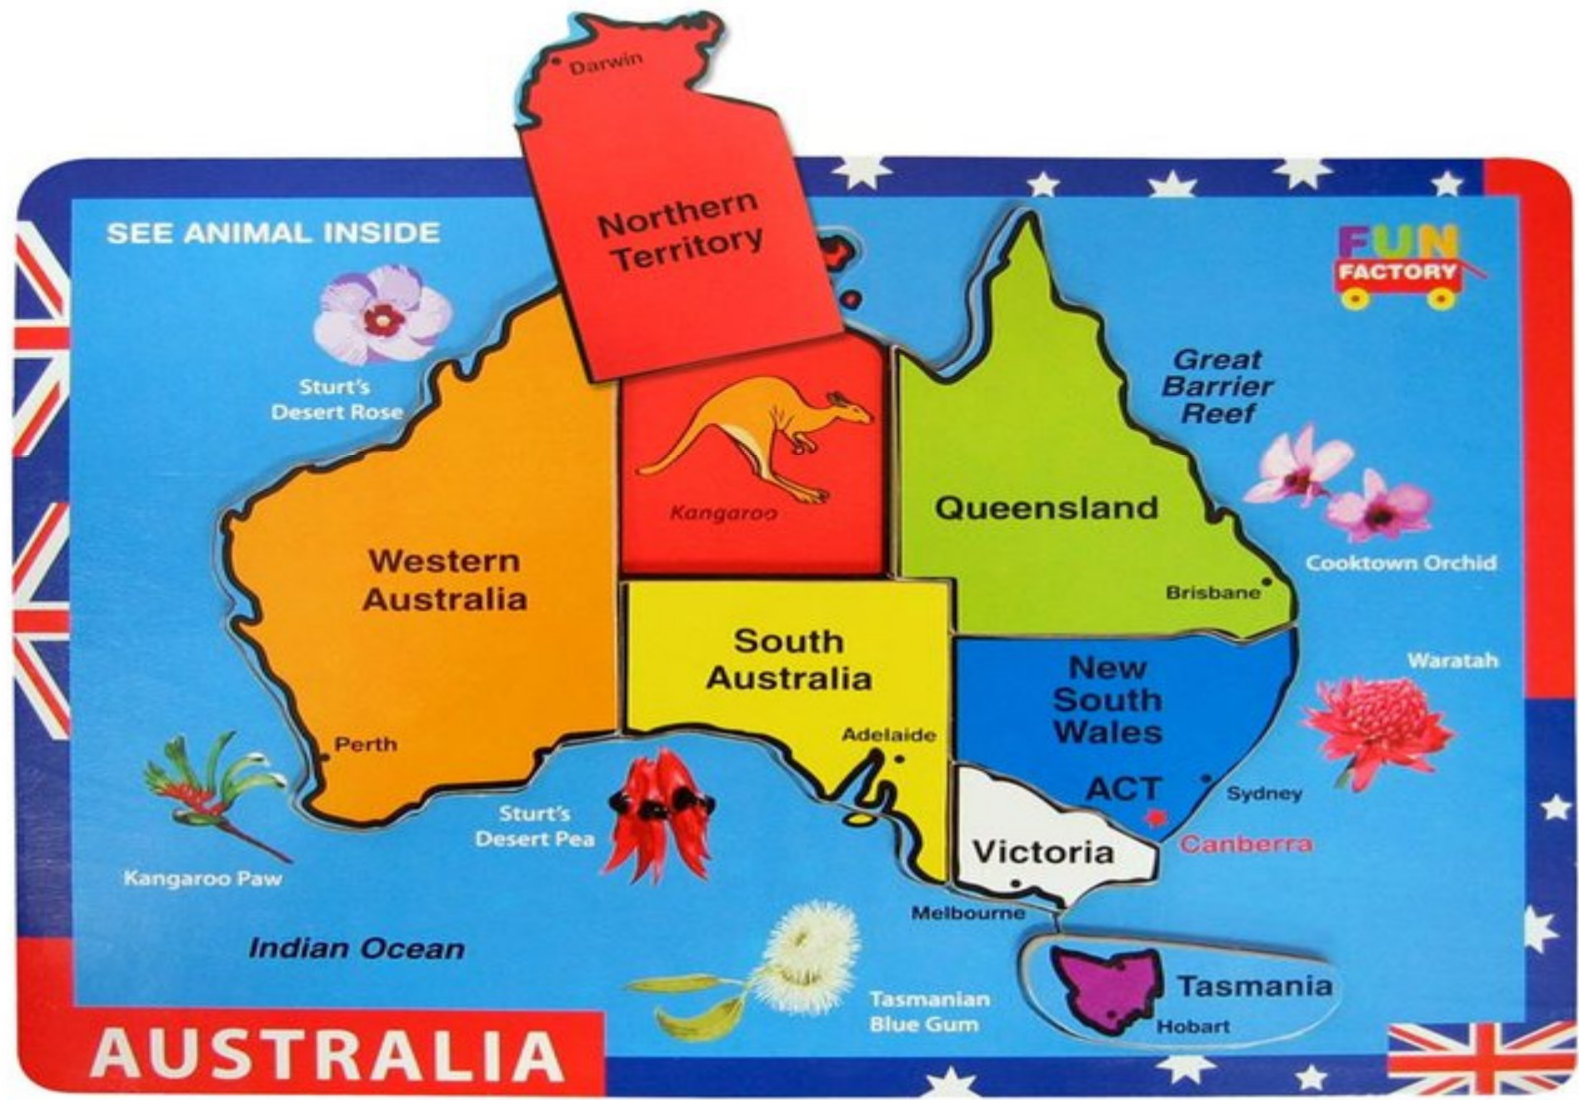 Darwin
Northern
Territory
SEE ANIMAL INSIDE
FUN
FACTORY
Sturt's
Desert Rose
Great
Barrier
Reef
Kangaroo
Queensland
Cooktown Orchid
Brisbane
Western
Australia
South
Australia
New
South
Wales
Waratah
Perth
Adelaide
ACT
Sydney
Canberra
Sturt's
Desert Pea
Victoria
Kangaroo Paw
Melbourne
Indian Ocean
Tasmania
Tasmanian
Blue Gum
Hobart
AUSTRALIA